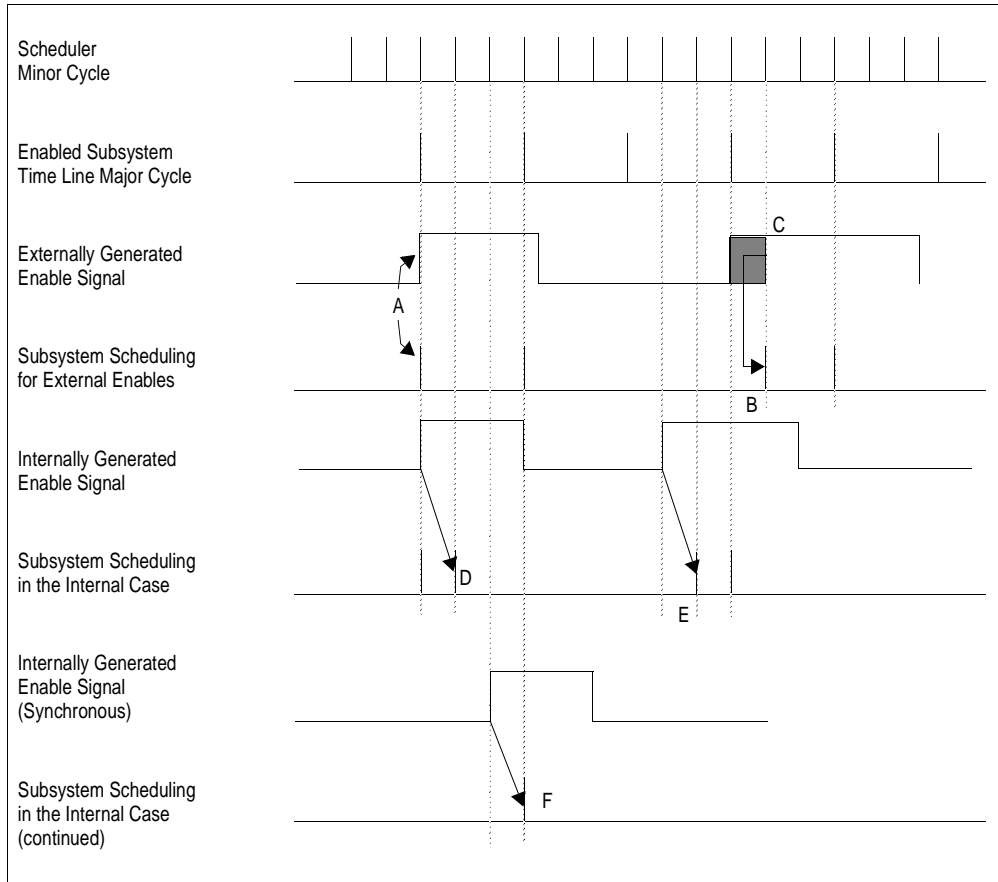 Scheduler
Minor Cycle
Enabled Subsystem
Time Line Major Cycle
Externally Generated
Enable Signal
C
A
Subsystem Scheduling
for External Enables
B
Internally Generated
Enable Signal
Subsystem Scheduling
in the Internal Case
D
E
Internally Generated
Enable Signal
(Synchronous)
Subsystem Scheduling
in the Internal Case
(continued)
F